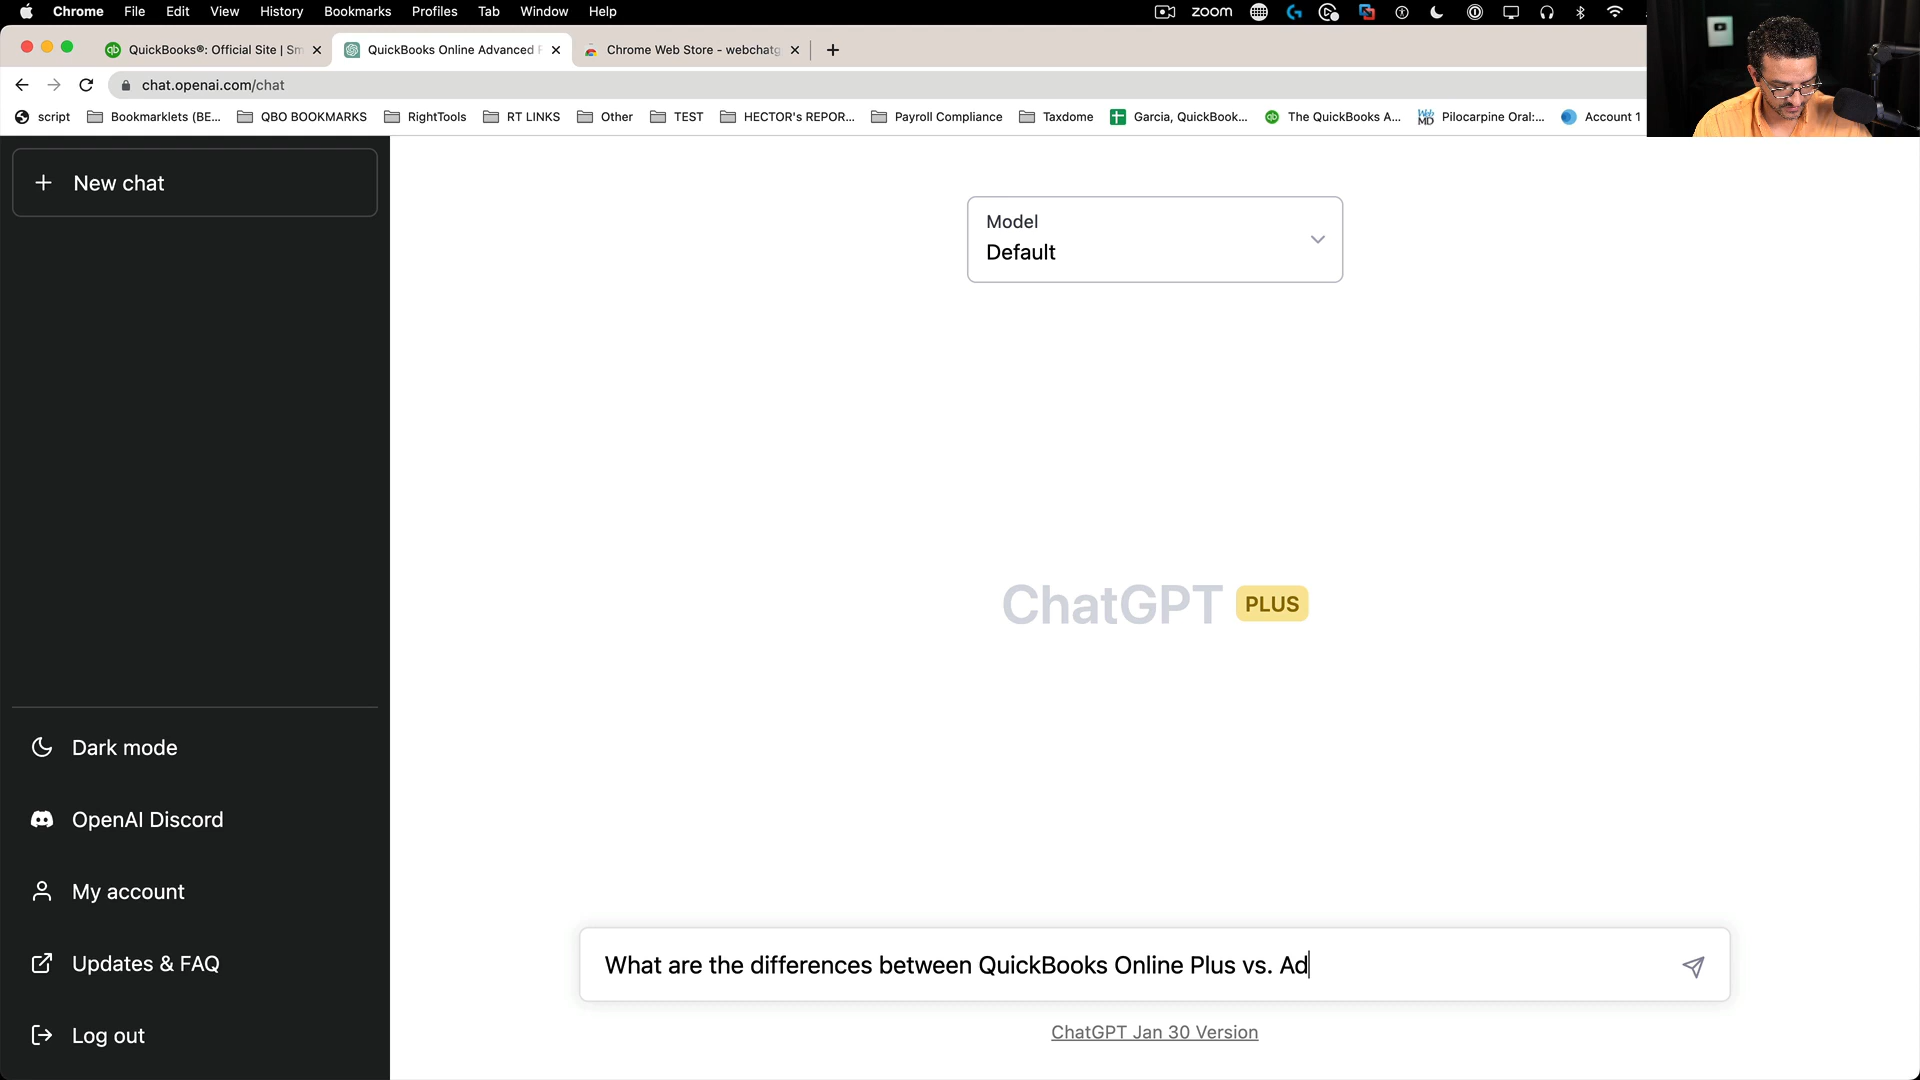 Chrome File Edit View History Bookmarks Profiles Tab Window Help zoom
QuickBooks®: Official Site | Sm
QuickBooks Online Advanced
Chrome Web Store - webchatg
chat.openai.com/chat
script Bookmarklets (BE... QBO BOOKMARKS RightTools RT LINKS Other TEST HECTOR'S REPOR... Payroll Compliance Taxdome Garcia, QuickBook... The QuickBooks A... Web MD Pilocarpine Oral:... Account 1
New chat
Model
Default
ChatGPT PLUS
Dark mode
OpenAI Discord
My account
Updates & FAQ
Log out
What are the differences between QuickBooks Online Plus vs. Ad
ChatGPT Jan 30 Version